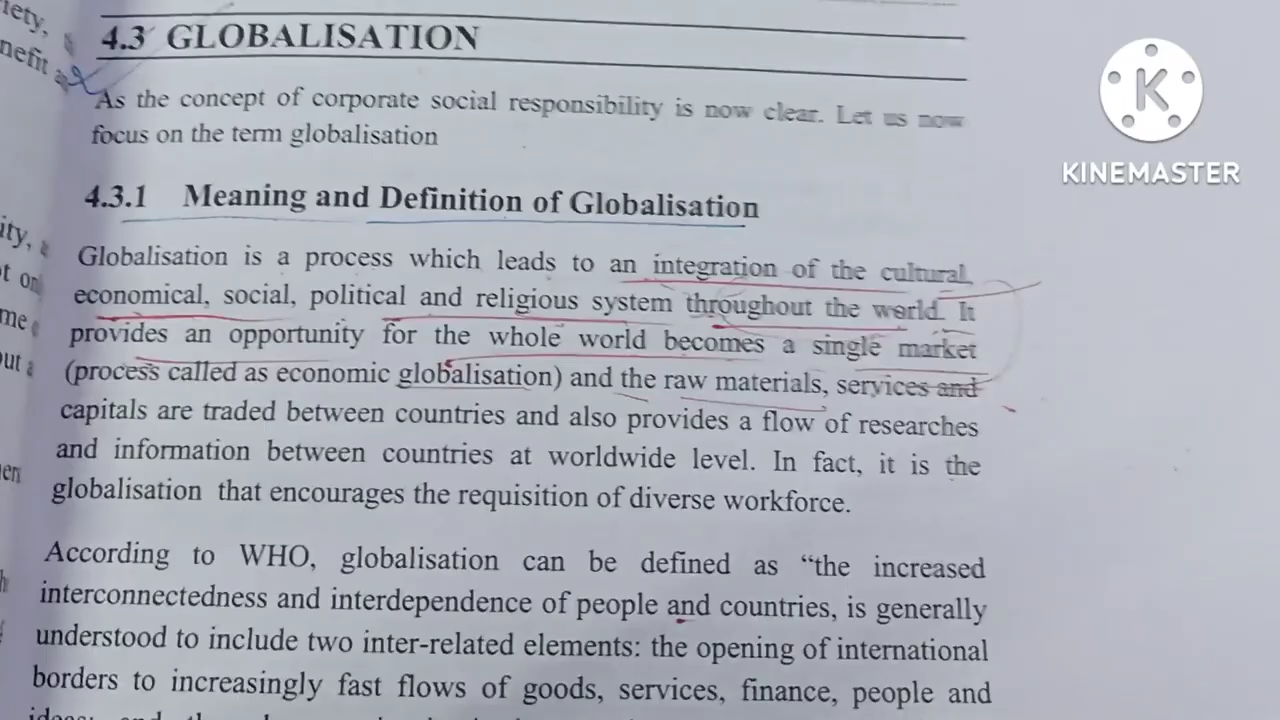 4.3 GLOBALISATION
As the concept of corporate social responsibility is now clear. Let us now
focus on the term globalisation
4.3.1 Meaning and Definition of Globalisation
Globalisation is a process which leads to an integration of the cultural,
economical, social, political and religious system throughout the world. It
provides an opportunity for the whole world becomes a single market
(process called as economic globalisation) and the raw materials, services and
capitals are traded between countries and also provides a flow of researches
and information between countries at worldwide level. In fact, it is the
globalisation that encourages the requisition of diverse workforce.
According to WHO, globalisation can be defined as “the increased
interconnectedness and interdependence of people and countries, is generally
understood to include two inter-related elements: the opening of international
borders to increasingly fast flows of goods, services, finance, people and
K
KINEMASTER